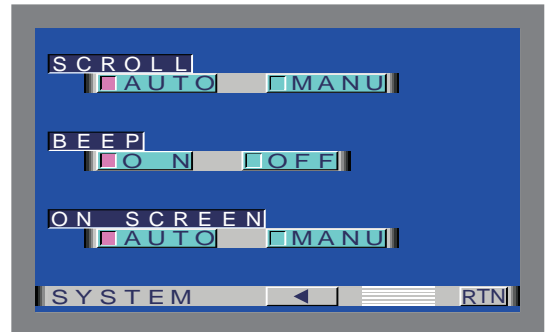 SCROLL
AUTO MANU
BEEP
ON OFF
ON SCREEN
AUTO MANU
SYSTEM ◀ RTN